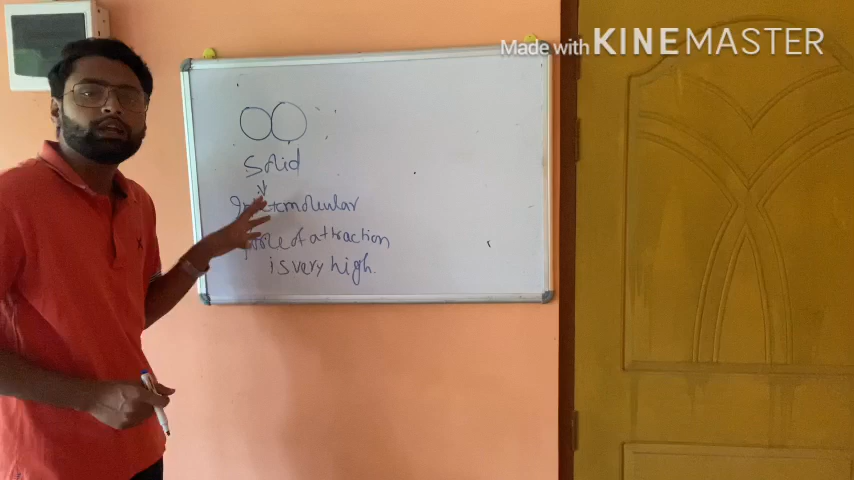 Made with KINEMASTER
Solid
Intermolecular
force of attraction
is very high.